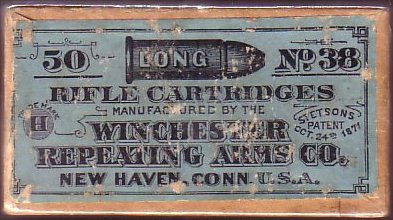 50 LONG No. 38
RIFLE CARTRIDGES
MANUFACTURED BY THE
TRADE MARK
H
WINCHESTER
STETSON'S
PATENT
OCT. 24TH 1871
REPEATING ARMS CO.
NEW HAVEN, CONN. U.S.A.